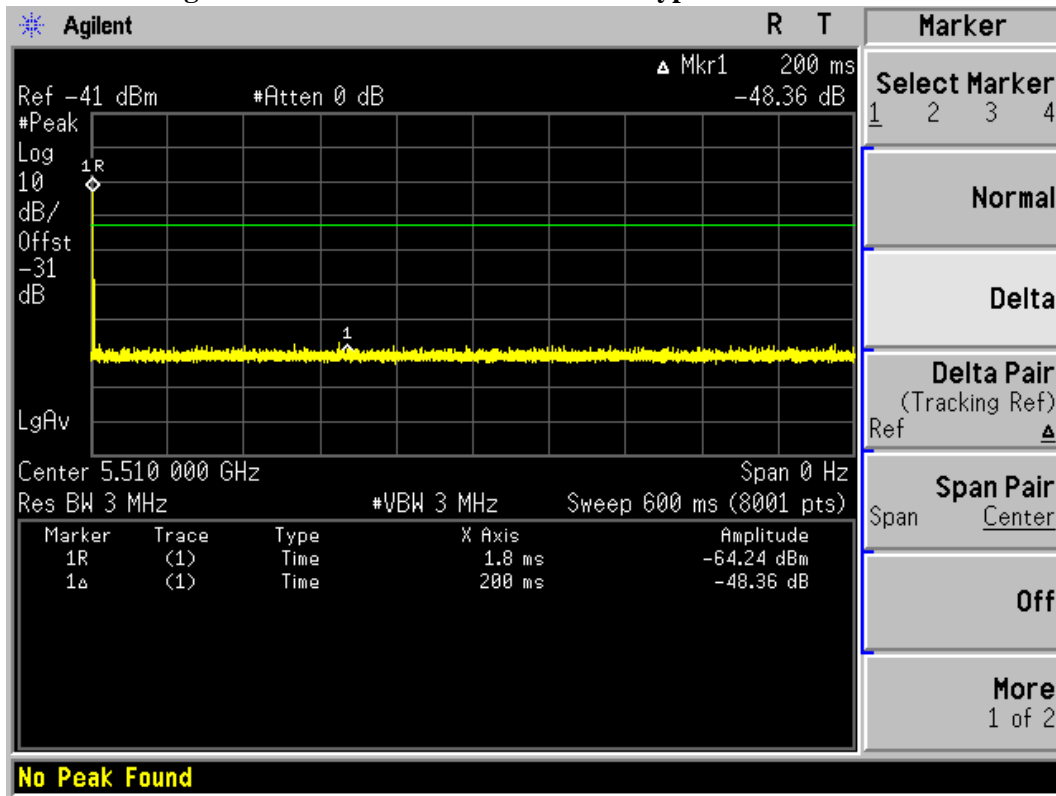 Agilent R T Marker
▵ Mkr1 200 ms
Ref −41 dBm #Atten 0 dB −48.36 dB
#Peak
Log
10
dB/
Offst
−31
dB
1R
1
LgAv
Center 5.510 000 GHz Span 0 Hz
Res BW 3 MHz #VBW 3 MHz Sweep 600 ms (8001 pts)
Marker Trace Type X Axis Amplitude
1R (1) Time 1.8 ms −64.24 dBm
1▵ (1) Time 200 ms −48.36 dB
Select Marker
1 2 3 4
Normal
Delta
Delta Pair
(Tracking Ref)
Ref ▵
Span Pair
Span Center
Off
More
1 of 2
No Peak Found